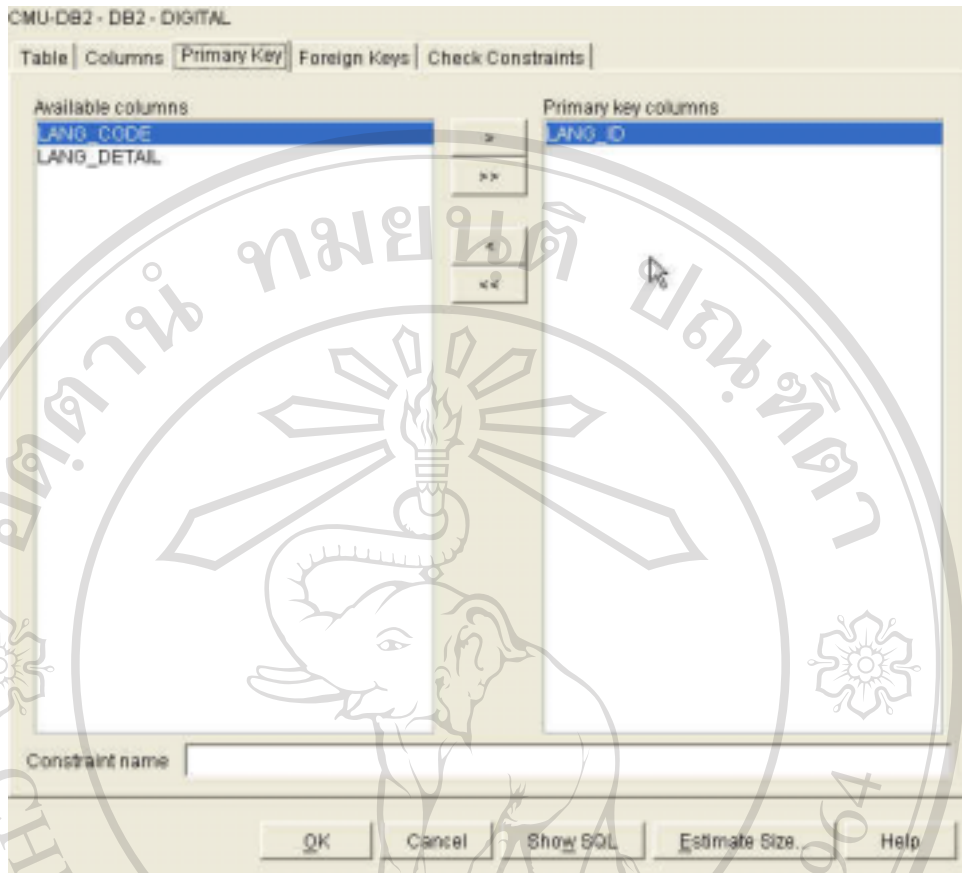 CMU-DB2 - DB2 - DIGITAL
Table Columns Primary Key Foreign Keys Check Constraints
Available columns
LANG_CODE
LANG_DETAIL
>
>>
<
<<
Primary key columns
LANG_ID
Constraint name
OK Cancel Show SQL Estimate Size... Help